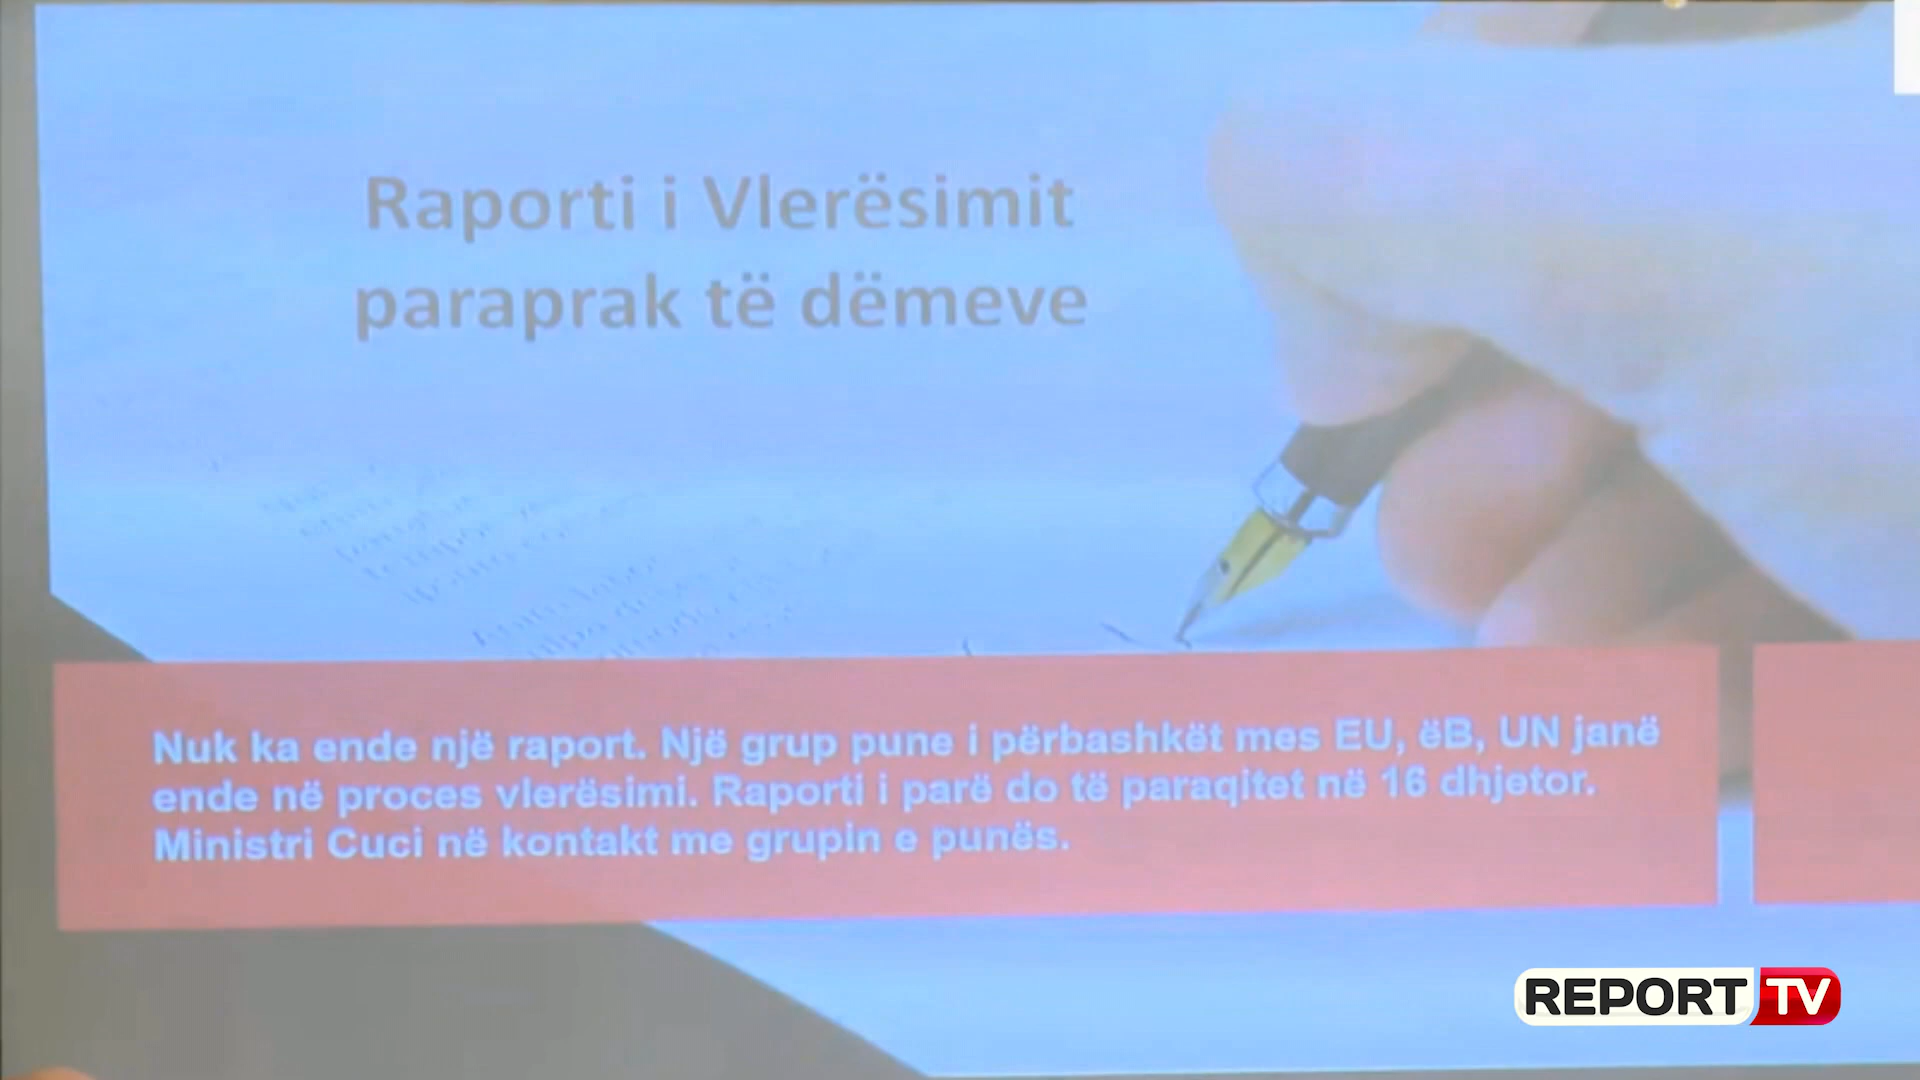 Raporti i Vlerësimit
paraprak të dëmeve
Nuk ka ende një raport. Një grup pune i përbashkët mes EU, ëB, UN janë
ende në proces vlerësimi. Raporti i parë do të paraqitet në 16 dhjetor.
Ministri Cuci në kontakt me grupin e punës.
REPORT TV